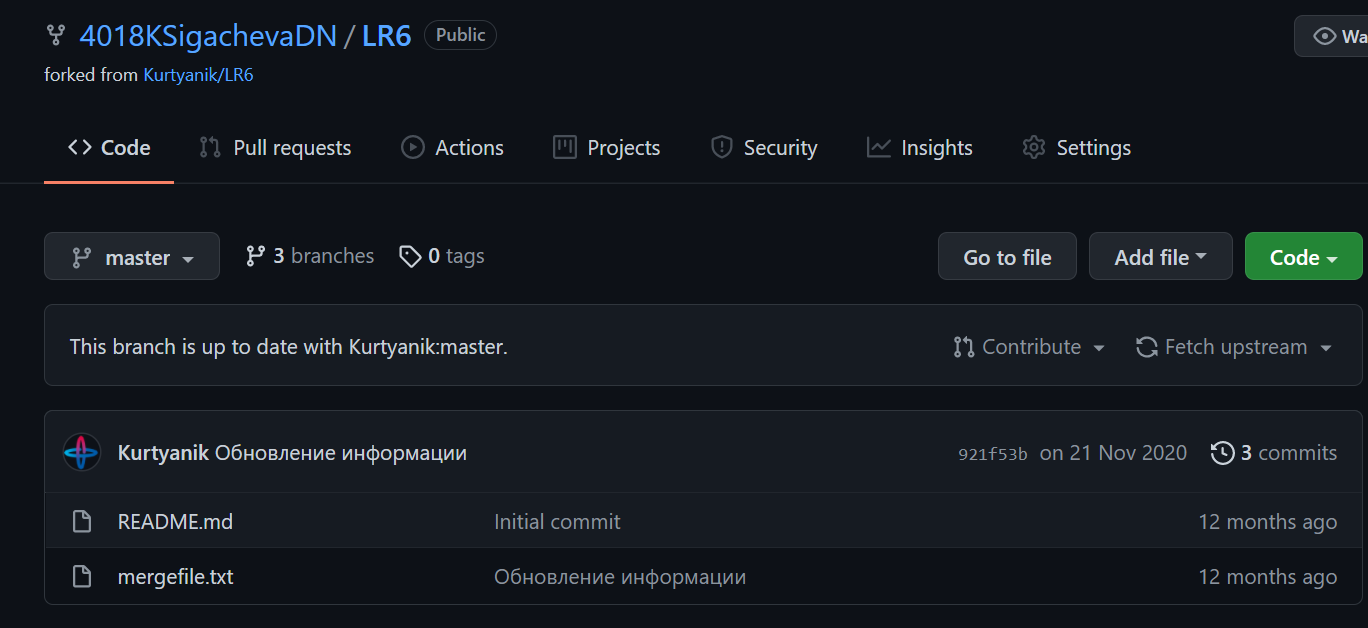 4018KSigachevaDN / LR6 Public
Wa
forked from Kurtyanik/LR6
Code Pull requests Actions Projects Security Insights Settings
master 3 branches 0 tags Go to file Add file Code
This branch is up to date with Kurtyanik:master. Contribute Fetch upstream
Kurtyanik Обновление информации 921f53b on 21 Nov 2020 3 commits
README.md Initial commit 12 months ago
mergefile.txt Обновление информации 12 months ago